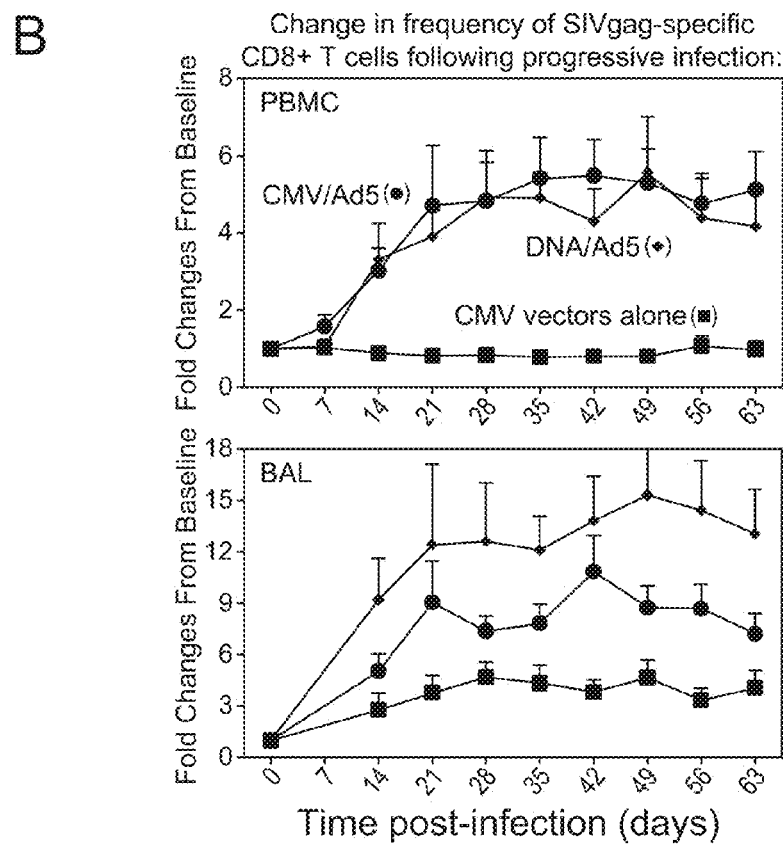 B
Change in frequency of SIVgag-specific
CD8+ T cells following progressive infection:
Fold Changes From Baseline
8
6
4
2
0
PBMC
CMV/Ad5(●)
DNA/Ad5(◆)
CMV vectors alone(■)
0 7 14 21 28 35 42 49 56 63
Fold Changes From Baseline
18
15
12
9
6
3
0
BAL
0 7 14 21 28 35 42 49 56 63
Time post-infection (days)